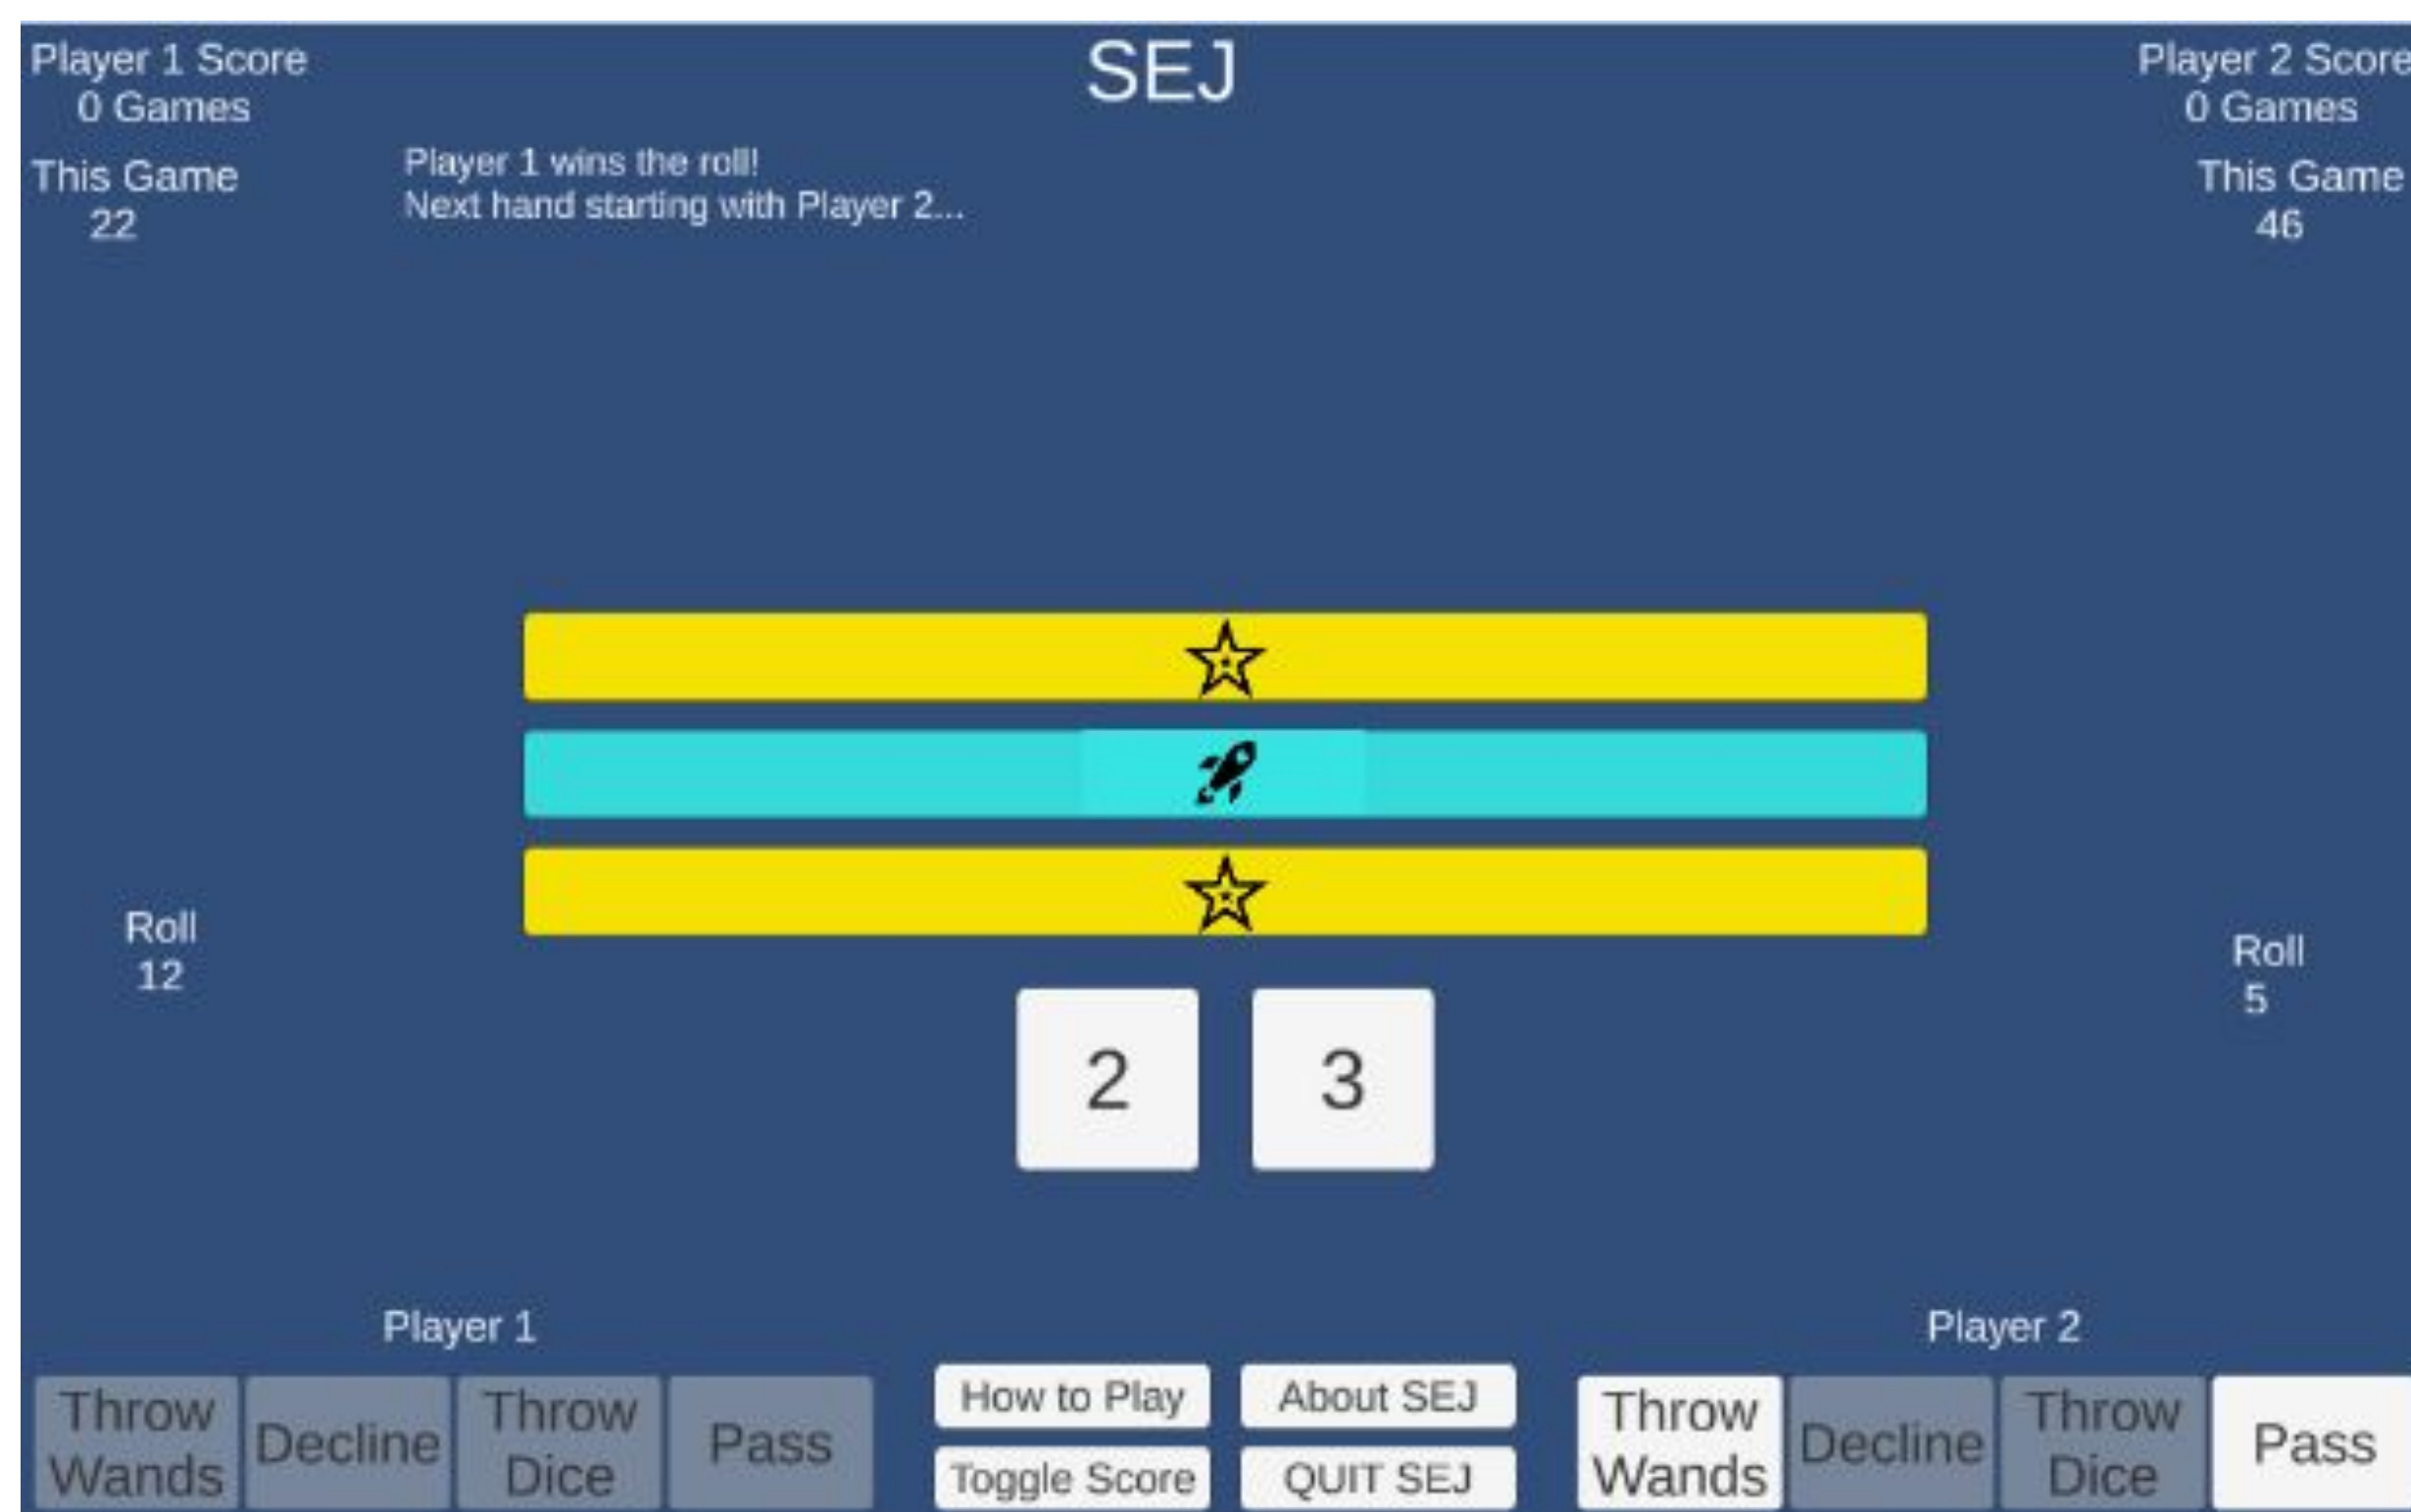 Player 1 Score
0 Games
This Game
22
SEJ
Player 1 wins the roll!
Next hand starting with Player 2...
Player 2 Score
0 Games
This Game
46
Roll
12
Roll
5
2
3
Player 1
Throw
Wands
Decline
Throw
Dice
Pass
How to Play
About SEJ
Toggle Score
QUIT SEJ
Player 2
Throw
Wands
Decline
Throw
Dice
Pass